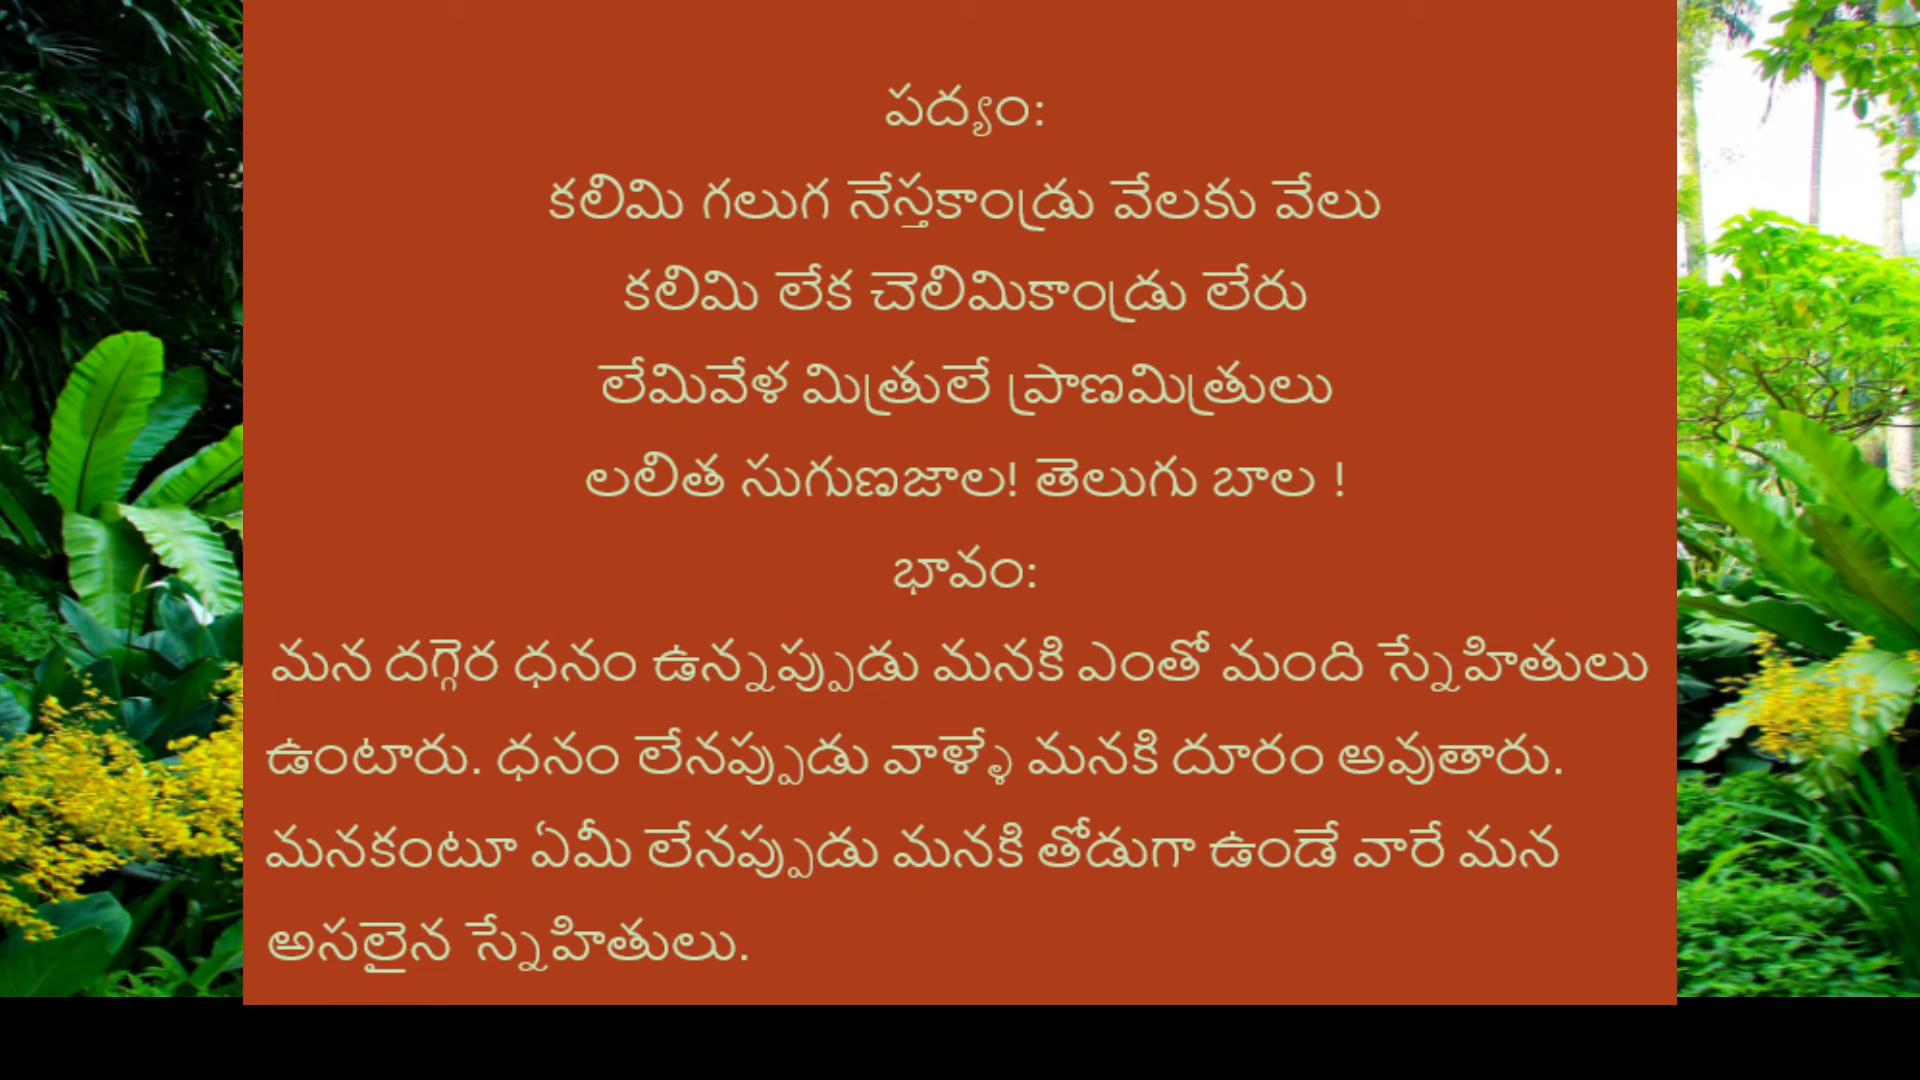 పద్యం:
కలిమి గలుగ నేస్తకాండ్రు వేలకు వేలు
కలిమి లేక చెలిమికాండ్రు లేరు
లేమివేళ మిత్రులే ప్రాణమిత్రులు
లలిత సుగుణజాల! తెలుగు బాల !
భావం:
మన దగ్గెర ధనం ఉన్నప్పుడు మనకి ఎంతో మంది స్నేహితులు
ఉంటారు. ధనం లేనప్పుడు వాళ్ళే మనకి దూరం అవుతారు.
మనకంటూ ఏమీ లేనప్పుడు మనకి తోడుగా ఉండే వారే మన
అసలైన స్నేహితులు.